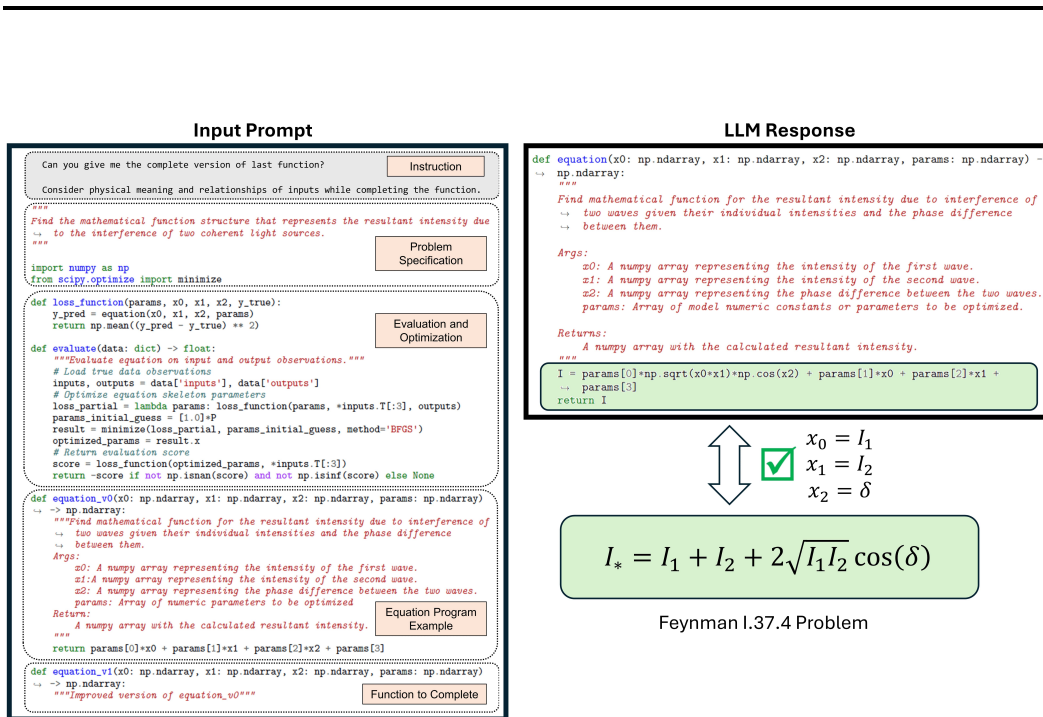 Input Prompt
Can you give me the complete version of last function?
Instruction
Consider physical meaning and relationships of inputs while completing the function.
"""
Find the mathematical function structure that represents the resultant intensity due
↪ to the interference of two coherent light sources.
"""
Problem
Specification
import numpy as np
from scipy.optimize import minimize
def loss_function(params, x0, x1, x2, y_true):
    y_pred = equation(x0, x1, x2, params)
    return np.mean((y_pred - y_true) ** 2)
Evaluation and
Optimization
def evaluate(data: dict) -> float:
    """Evaluate equation on input and output observations."""
    # Load true data observations
    inputs, outputs = data['inputs'], data['outputs']
    # Optimize equation skeleton parameters
    loss_partial = lambda params: loss_function(params, *inputs.T[:3], outputs)
    params_initial_guess = [1.0]*P
    result = minimize(loss_partial, params_initial_guess, method='BFGS')
    optimized_params = result.x
    # Return evaluation score
    score = loss_function(optimized_params, *inputs.T[:3])
    return -score if not np.isnan(score) and not np.isinf(score) else None
def equation_v0(x0: np.ndarray, x1: np.ndarray, x2: np.ndarray, params: np.ndarray)
↪ -> np.ndarray:
    """Find mathematical function for the resultant intensity due to interference of
    ↪ two waves given their individual intensities and the phase difference
    ↪ between them.
    Args:
        x0: A numpy array representing the intensity of the first wave.
        x1:A numpy array representing the intensity of the second wave.
        x2: A numpy array representing the phase difference between the two waves.
        params: Array of numeric parameters to be optimized
    Return:
        A numpy array with the calculated resultant intensity.
    """
Equation Program
Example
    return params[0]*x0 + params[1]*x1 + params[2]*x2 + params[3]
def equation_v1(x0: np.ndarray, x1: np.ndarray, x2: np.ndarray, params: np.ndarray)
↪ -> np.ndarray:
    """Improved version of equation_v0"""
Function to Complete
LLM Response
def equation(x0: np.ndarray, x1: np.ndarray, x2: np.ndarray, params: np.ndarray) -
↪ np.ndarray:
    """
    Find mathematical function for the resultant intensity due to interference of
    ↪ two waves given their individual intensities and the phase difference
    ↪ between them.
    Args:
        x0: A numpy array representing the intensity of the first wave.
        x1: A numpy array representing the intensity of the second wave.
        x2: A numpy array representing the phase difference between the two waves.
        params: Array of model numeric constants or parameters to be optimized.
    Returns:
        A numpy array with the calculated resultant intensity.
    """
    I = params[0]*np.sqrt(x0*x1)*np.cos(x2) + params[1]*x0 + params[2]*x1 +
    ↪ params[3]
    return I
x₀ = I₁
x₁ = I₂
x₂ = δ
I∗ = I₁ + I₂ + 2√(I₁I₂) cos(δ)
Feynman I.37.4 Problem